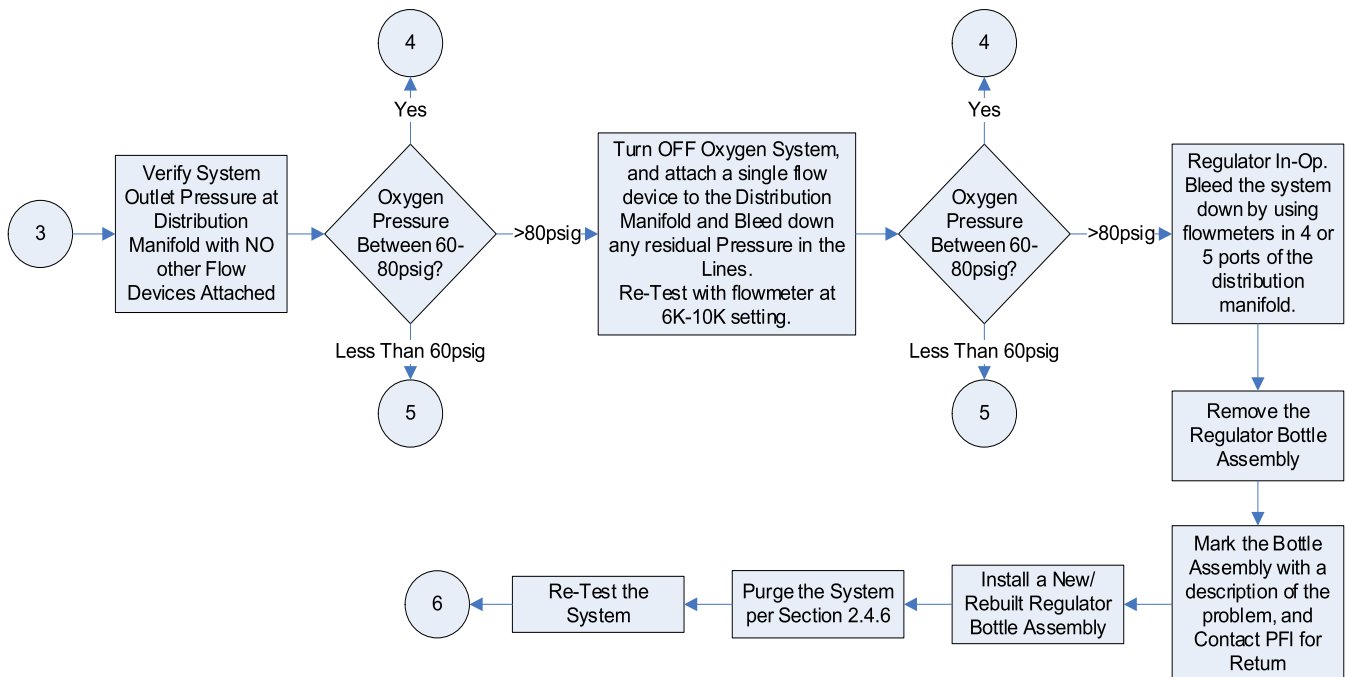 4
4
Yes
Yes
3
Verify System
Outlet Pressure at
Distribution
Manifold with NO
other Flow
Devices Attached
Oxygen
Pressure
Between 60-
80psig?
>80psig
Turn OFF Oxygen System,
and attach a single flow
device to the Distribution
Manifold and Bleed down
any residual Pressure in the
Lines.
Re-Test with flowmeter at
6K-10K setting.
Oxygen
Pressure
Between 60-
80psig?
>80psig
Regulator In-Op.
Bleed the system
down by using
flowmeters in 4 or
5 ports of the
distribution
manifold.
Less Than 60psig
Less Than 60psig
5
5
Remove the
Regulator Bottle
Assembly
Mark the Bottle
Assembly with a
description of the
problem, and
Contact PFI for
Return
Install a New/
Rebuilt Regulator
Bottle Assembly
Purge the System
per Section 2.4.6
Re-Test the
System
6